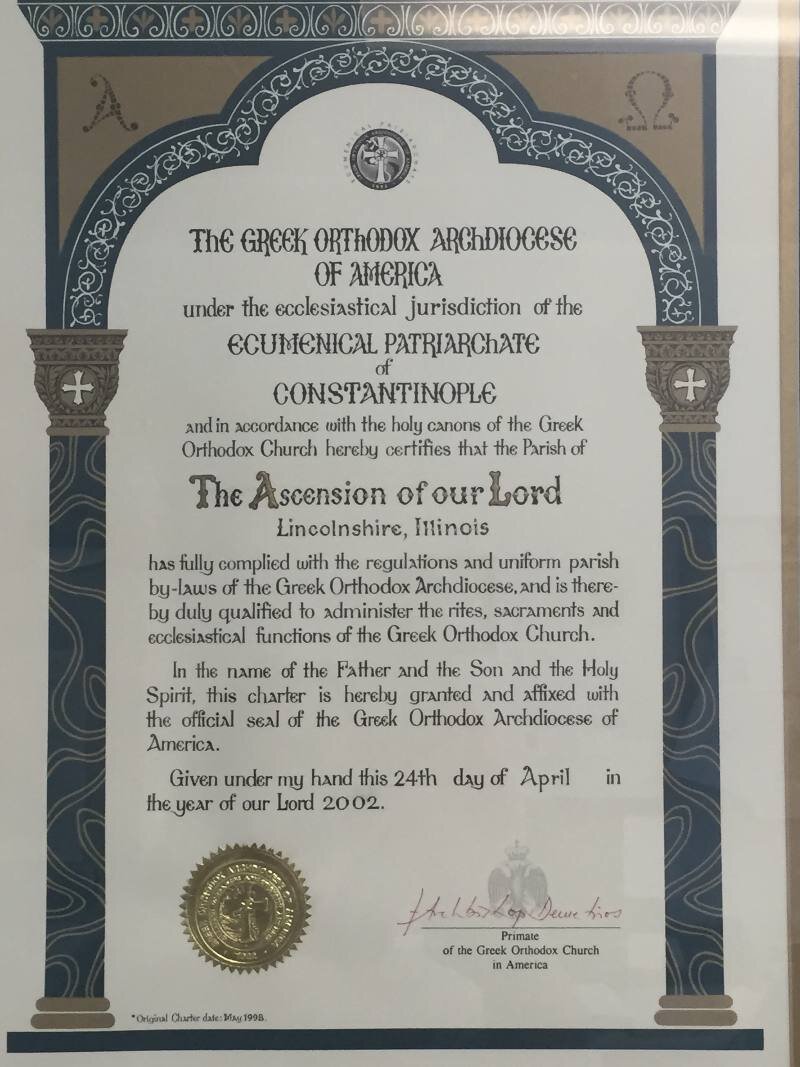 A Ω
ECUMENICAL PATRIARCHATE
The Greek Orthodox Archdiocese
of America
under the ecclesiastical jurisdiction of the
Ecumenical Patriarchate
of
Constantinople
and in accordance with the holy canons of the Greek
Orthodox Church hereby certifies that the Parish of
The Ascension of our Lord
Lincolnshire, Illinois
has fully complied with the regulations and uniform parish
by-laws of the Greek Orthodox Archdiocese, and is there-
by duly qualified to administer the rites, sacraments and
ecclesiastical functions of the Greek Orthodox Church.
In the name of the Father and the Son and the Holy
Spirit, this charter is hereby granted and affixed with
the official seal of the Greek Orthodox Archdiocese of
America.
Given under my hand this 24th day of April in
the year of our Lord 2002.
†Archbishop Demetrios
Primate
of the Greek Orthodox Church
in America
*Original Charter date: May 1998.